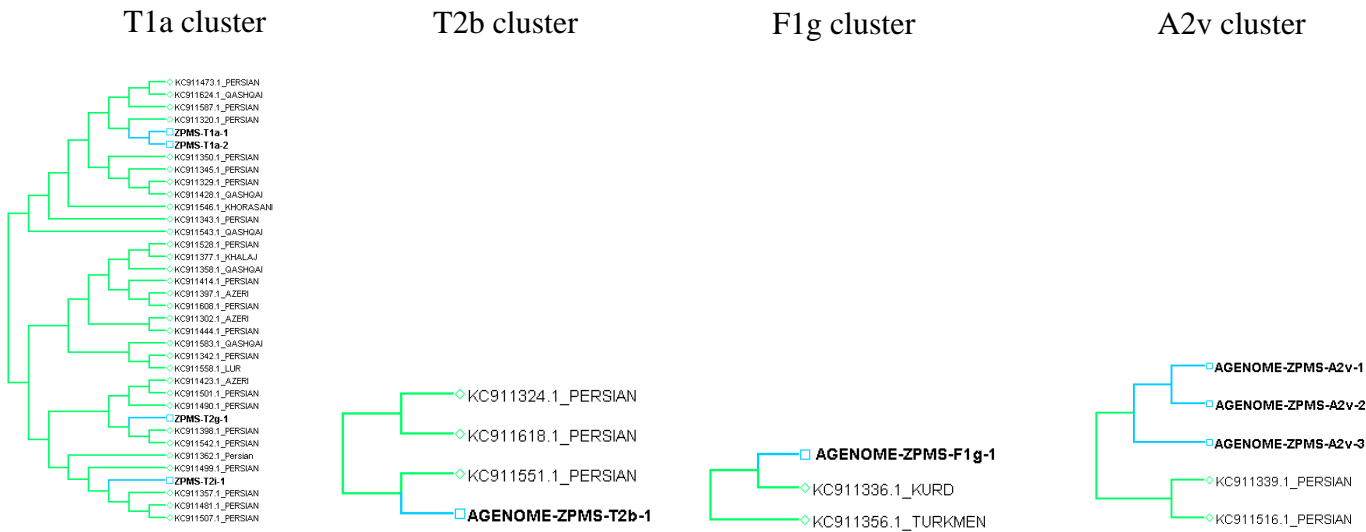 T1a cluster
T2b cluster
F1g cluster
A2v cluster
KC911473.1_PERSIAN
KC911624.1_QASHQAI
KC911587.1_PERSIAN
KC911320.1_PERSIAN
ZPMS-T1a-1
ZPMS-T1a-2
KC911350.1_PERSIAN
KC911345.1_PERSIAN
KC911329.1_PERSIAN
KC911428.1_QASHQAI
KC911546.1_KHORASANI
KC911343.1_PERSIAN
KC911543.1_QASHQAI
KC911528.1_PERSIAN
KC911377.1_KHALAJ
KC911358.1_QASHQAI
KC911414.1_PERSIAN
KC911397.1_AZERI
KC911608.1_PERSIAN
KC911302.1_AZERI
KC911444.1_PERSIAN
KC911583.1_QASHQAI
KC911342.1_PERSIAN
KC911558.1_LUR
KC911423.1_AZERI
KC911501.1_PERSIAN
KC911490.1_PERSIAN
ZPMS-T2g-1
KC911398.1_PERSIAN
KC911542.1_PERSIAN
KC911362.1_Persian
KC911499.1_PERSIAN
ZPMS-T2i-1
KC911357.1_PERSIAN
KC911481.1_PERSIAN
KC911507.1_PERSIAN
KC911324.1_PERSIAN
KC911618.1_PERSIAN
KC911551.1_PERSIAN
AGENOME-ZPMS-T2b-1
AGENOME-ZPMS-F1g-1
KC911336.1_KURD
KC911356.1_TURKMEN
AGENOME-ZPMS-A2v-1
AGENOME-ZPMS-A2v-2
AGENOME-ZPMS-A2v-3
KC911339.1_PERSIAN
KC911516.1_PERSIAN